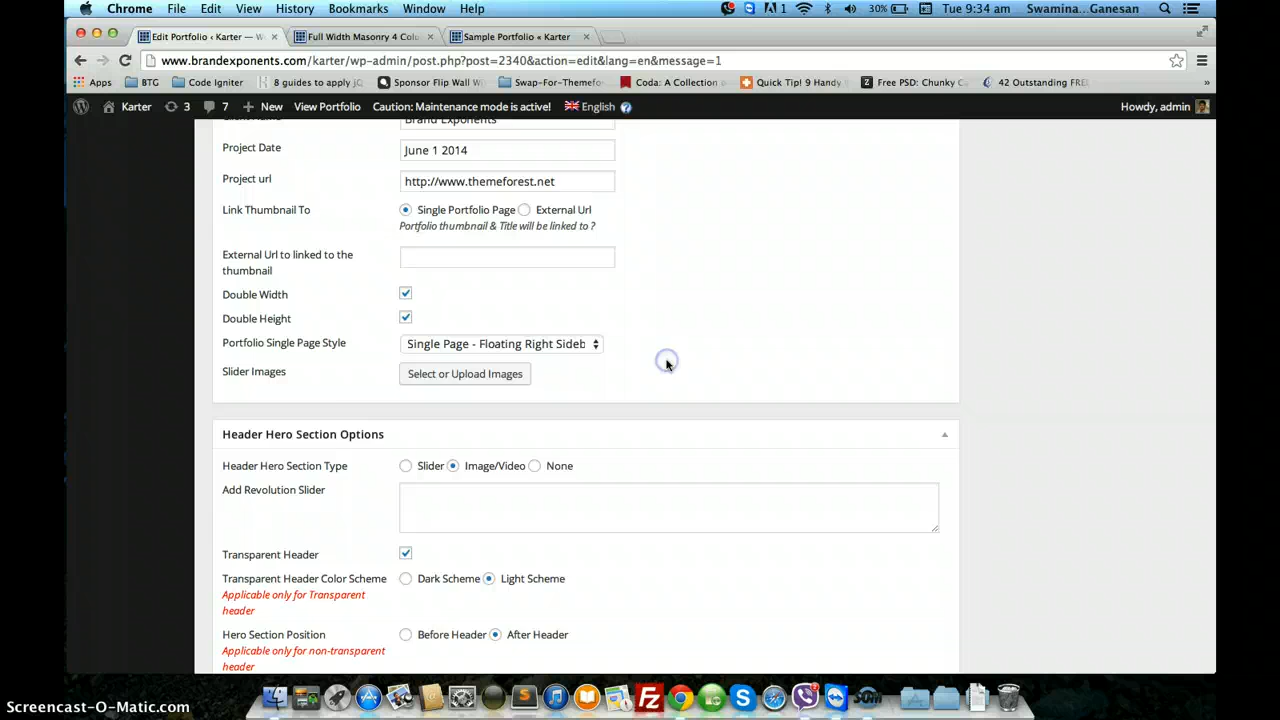 Chrome File Edit View History Bookmarks Window Help 1 30% Tue 9:34 am Swamina...Ganesan
Edit Portfolio ‹ Karter — W Full Width Masonry 4 Colu Sample Portfolio « Karter
www.brandexponents.com/karter/wp-admin/post.php?post=2340&action=edit&lang=en&message=1
Apps BTG Code Igniter 8 guides to apply iQ Sponsor Flip Wall W Swap-For-Themefo Coda: A Collection Quick Tip! 9 Handy Free PSD: Chunky C 42 Outstanding FRE »
Karter 3 7 + New View Portfolio Caution: Maintenance mode is active! English Howdy, admin
Client Name Brand Exponents
Project Date June 1 2014
Project url http://www.themeforest.net
Link Thumbnail To Single Portfolio Page External Url
Portfolio thumbnail & Title will be linked to ?
External Url to linked to the
thumbnail
Double Width
Double Height
Portfolio Single Page Style Single Page - Floating Right Sideb
Slider Images Select or Upload Images
Header Hero Section Options
Header Hero Section Type Slider Image/Video None
Add Revolution Slider
Transparent Header
Transparent Header Color Scheme Dark Scheme Light Scheme
Applicable only for Transparent
header
Hero Section Position Before Header After Header
Applicable only for non-transparent
header
Screencast-O-Matic.com